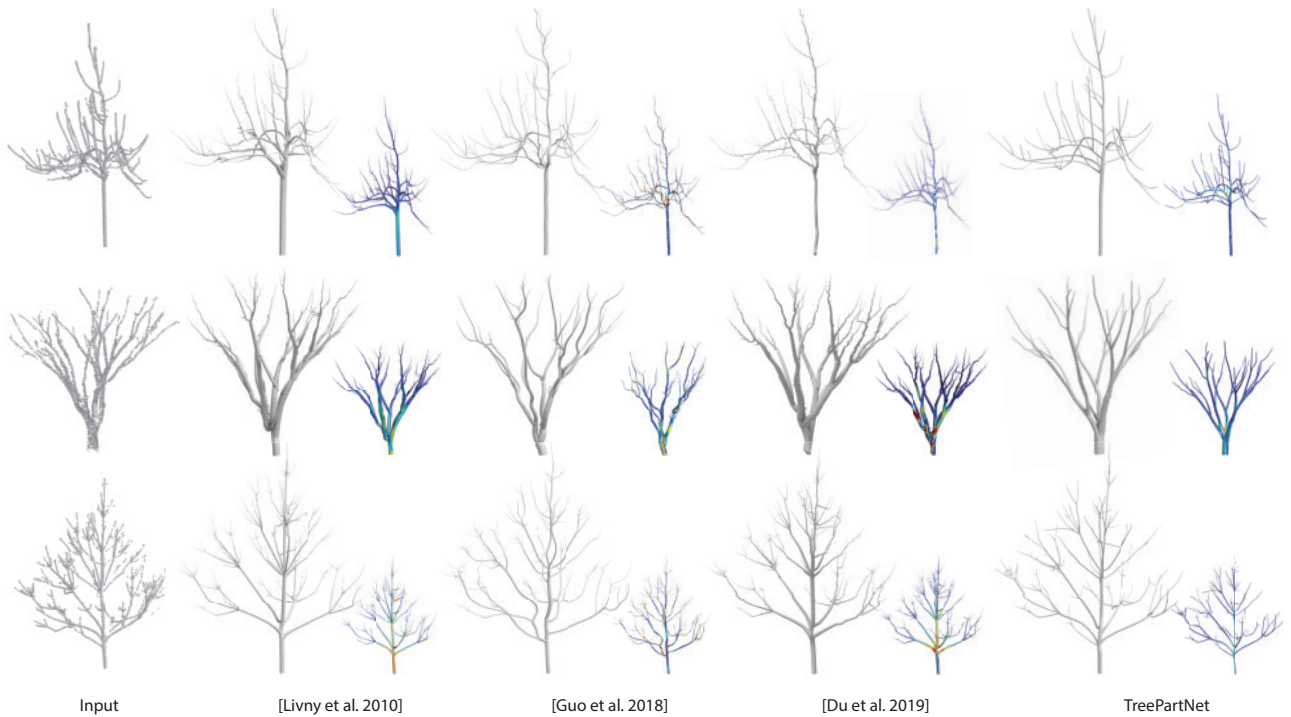 Input
[Livny et al. 2010]
[Guo et al. 2018]
[Du et al. 2019]
TreePartNet